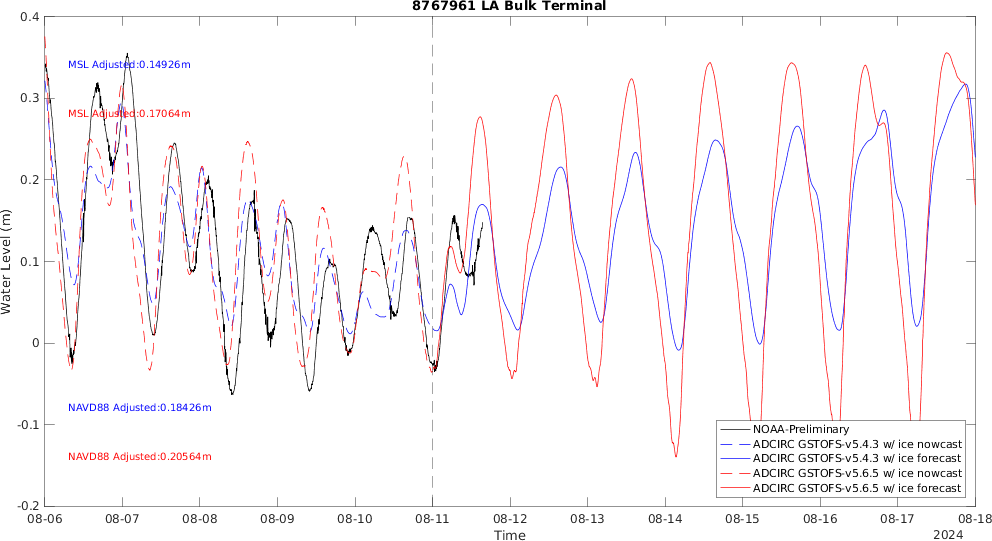 8767961 LA Bulk Terminal
0.4
0.3
0.2
0.1
0
-0.1
-0.2
Water Level (m)
MSL Adjusted:0.14926m
MSL Adjusted:0.17064m
NAVD88 Adjusted:0.18426m
NAVD88 Adjusted:0.20564m
NOAA-Preliminary
ADCIRC GSTOFS-v5.4.3 w/ ice nowcast
ADCIRC GSTOFS-v5.4.3 w/ ice forecast
ADCIRC GSTOFS-v5.6.5 w/ ice nowcast
ADCIRC GSTOFS-v5.6.5 w/ ice forecast
08-06 08-07 08-08 08-09 08-10 08-11 08-12 08-13 08-14 08-15 08-16 08-17 08-18
Time
2024